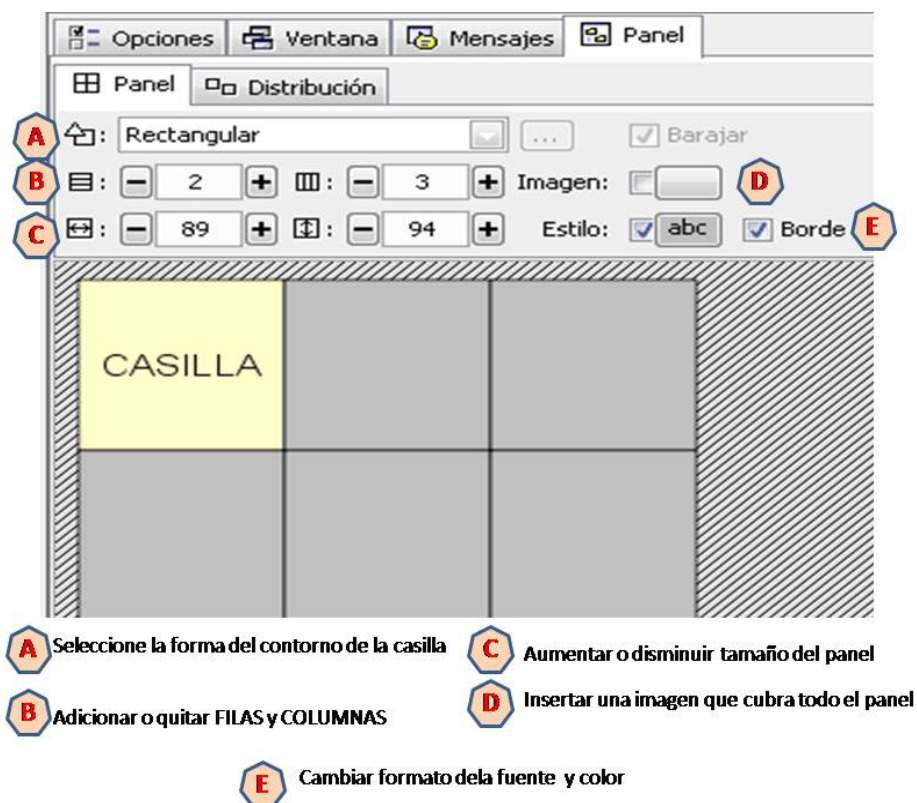 Opciones Ventana Mensajes Panel
Panel Distribución
A : Rectangular ... Barajar
B : 2 : 3 Imagen: D
C : 89 : 94 Estilo: abc Borde E
CASILLA
A Seleccione la forma del contorno de la casilla
C Aumentar o disminuir tamaño del panel
B Adicionar o quitar FILAS y COLUMNAS
D Insertar una imagen que cubra todo el panel
E Cambiar formato dela fuente y color